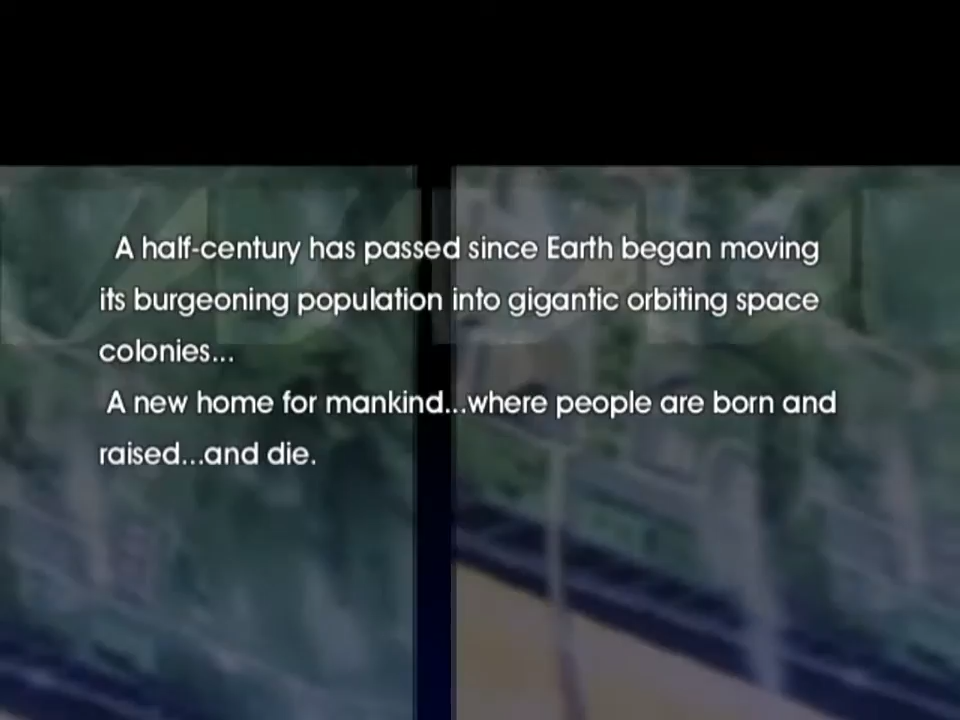 A half-century has passed since Earth began moving
its burgeoning population into gigantic orbiting space
colonies...
A new home for mankind...where people are born and
raised...and die.